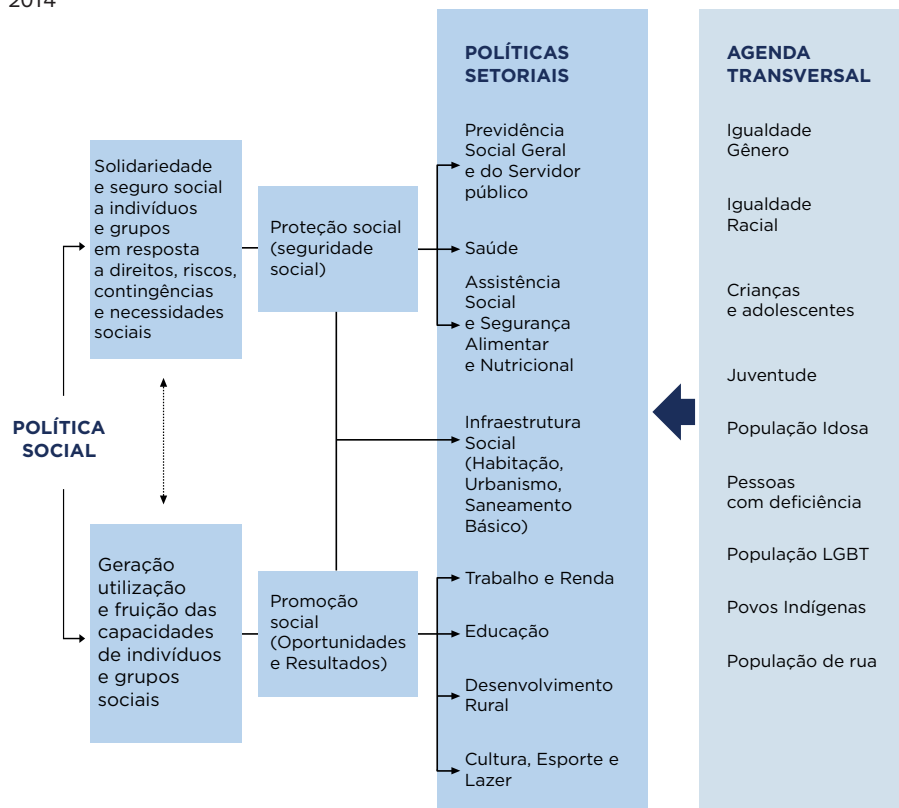 2014
POLÍTICA
SOCIAL
Solidariedade
e seguro social
a indivíduos
e grupos
em resposta
a direitos, riscos,
contingências
e necessidades
sociais
Geração
utilização
e fruição das
capacidades
de indivíduos
e grupos
sociais
Proteção social
(seguridade
social)
Promoção
social
(Oportunidades
e Resultados)
POLÍTICAS
SETORIAIS
Previdência
Social Geral
e do Servidor
público
Saúde
Assistência
Social
e Segurança
Alimentar
e Nutricional
Infraestrutura
Social
(Habitação,
Urbanismo,
Saneamento
Básico)
Trabalho e Renda
Educação
Desenvolvimento
Rural
Cultura, Esporte e
Lazer
AGENDA
TRANSVERSAL
Igualdade
Gênero
Igualdade
Racial
Crianças
e adolescentes
Juventude
População Idosa
Pessoas
com deficiência
População LGBT
Povos Indígenas
População de rua